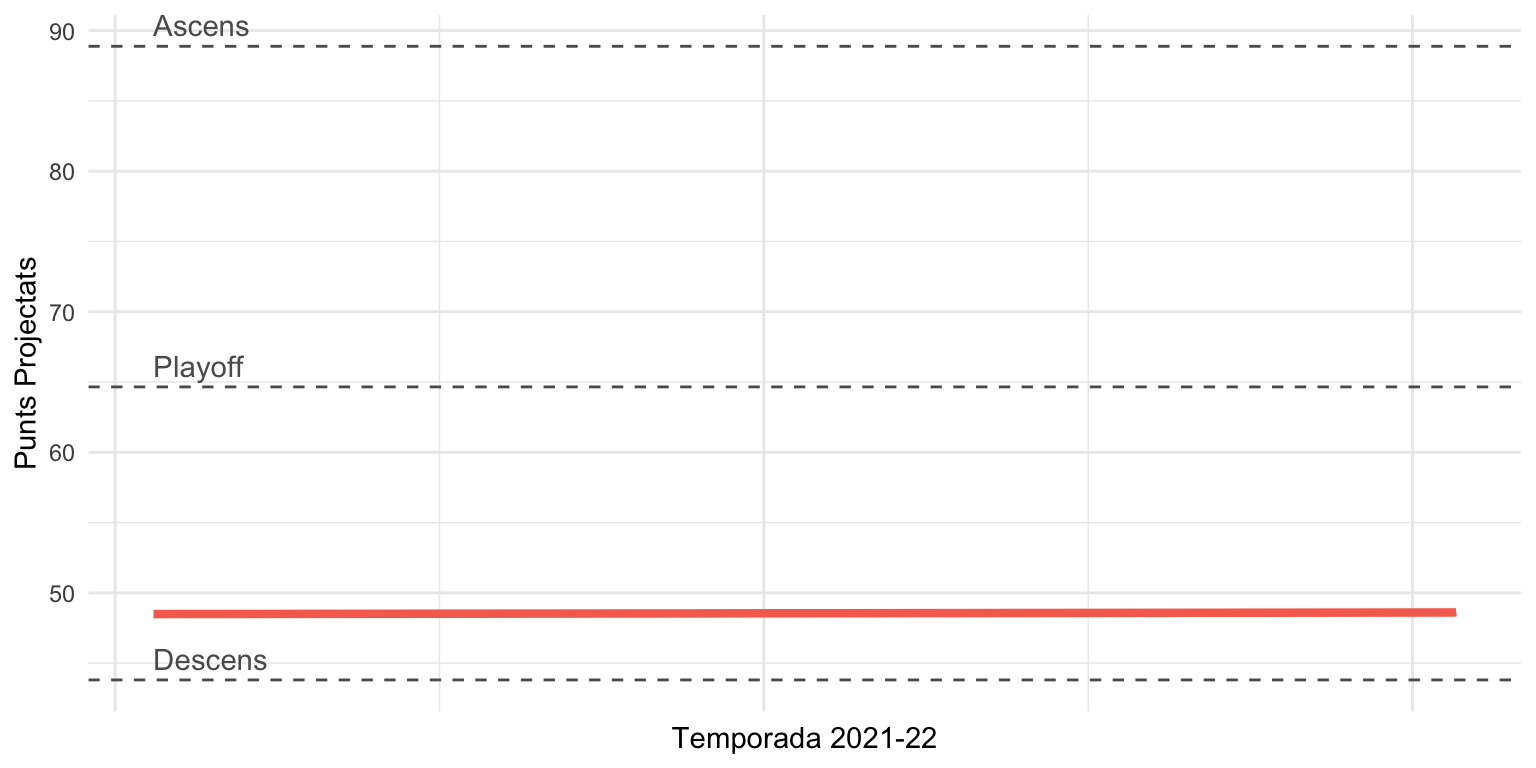 Punts Projectats
90
80
70
60
50
Ascens
Playoff
Descens
Temporada 2021-22